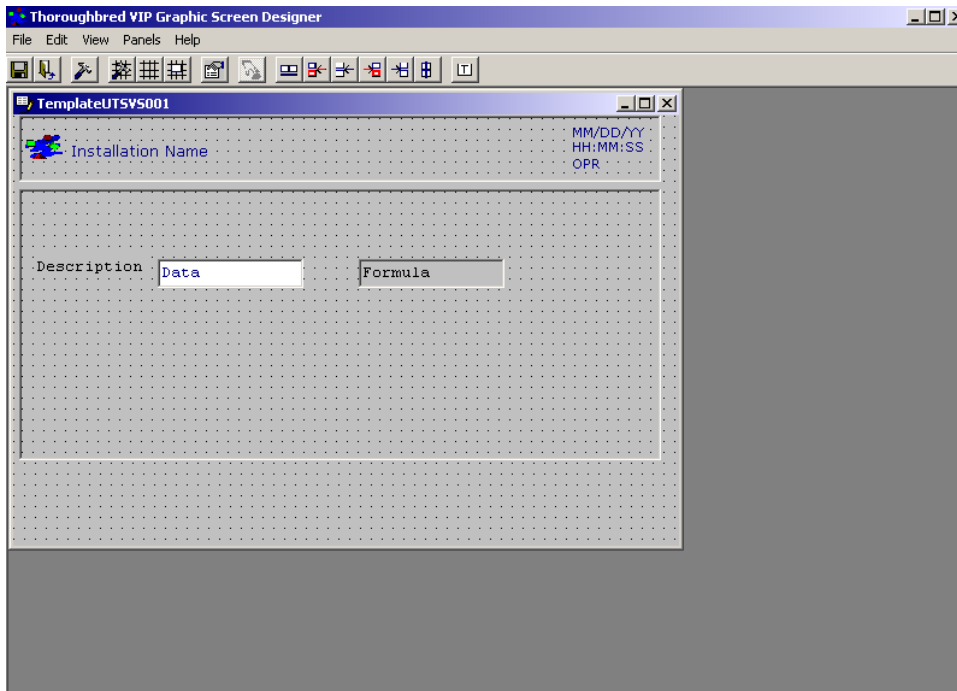 Thoroughbred VIP Graphic Screen Designer
File Edit View Panels Help
T
TemplateUTSVS001
MM/DD/YY
Installation Name
HH:MM:SS
OPR
Description Data Formula